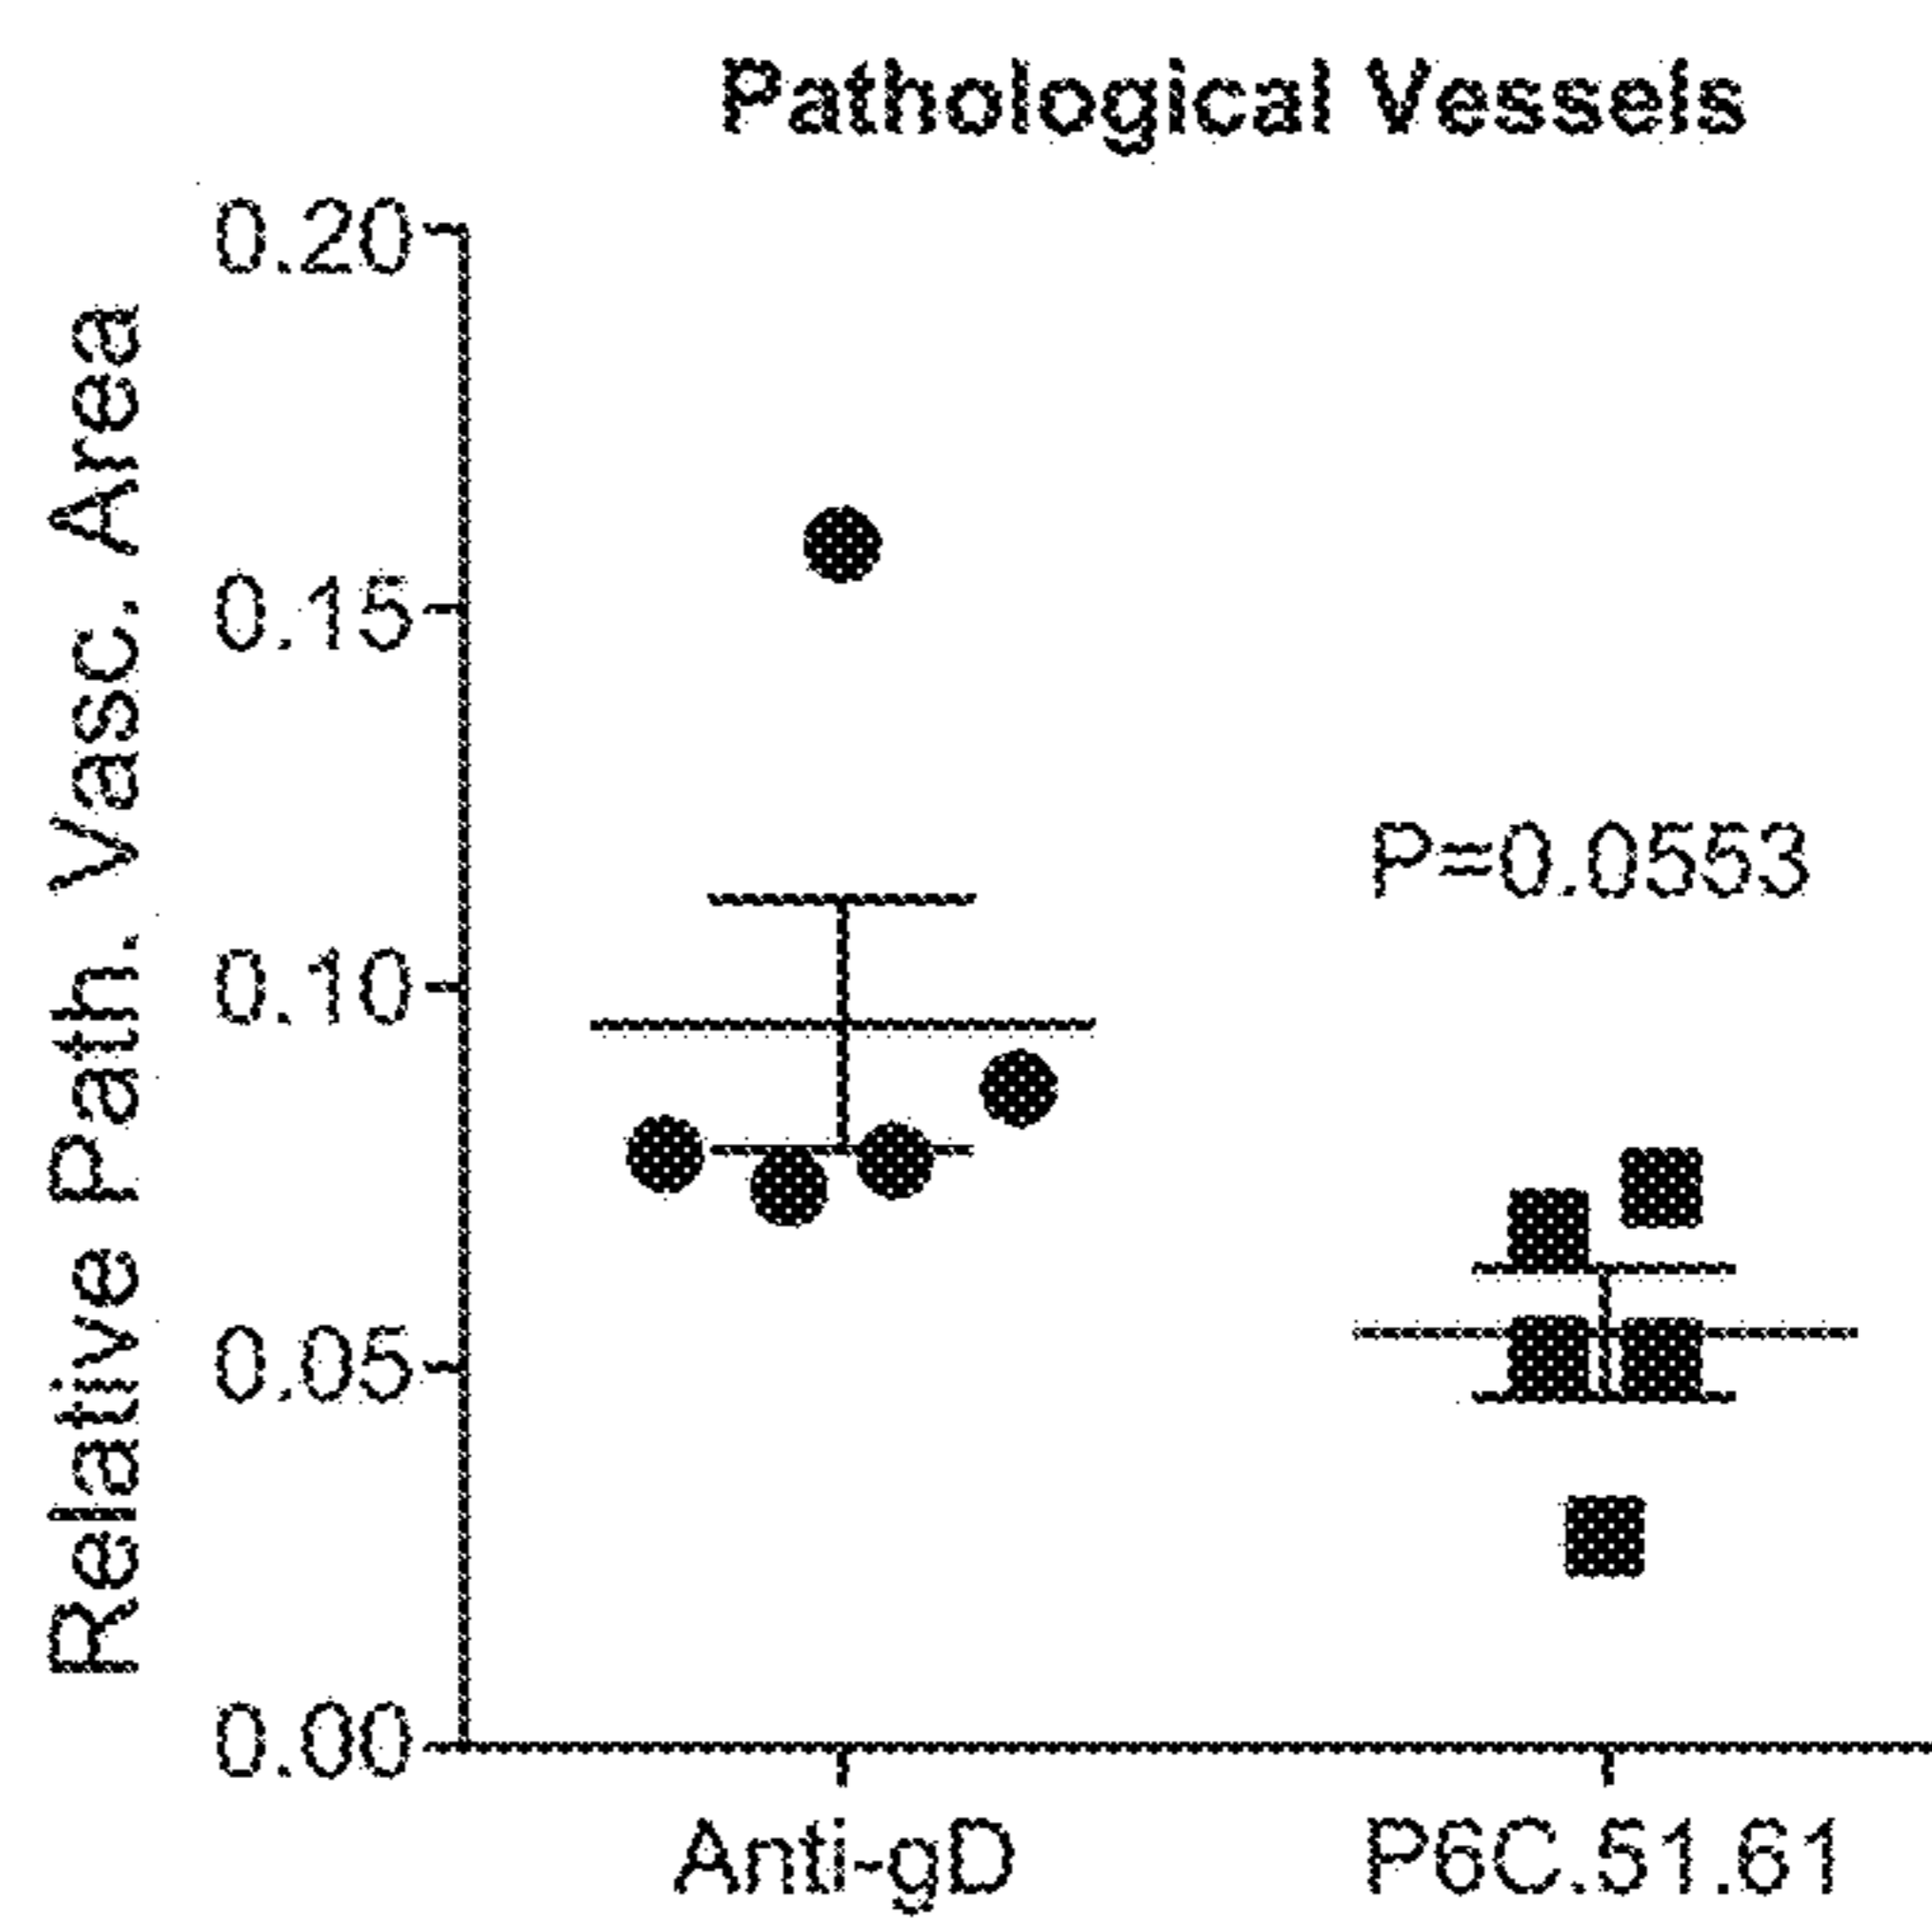 Pathological Vessels
Relative Path. Vasc. Area
0.20
0.15
0.10
0.05
0.00
P=0.0553
Anti-gD
P6C.51.61